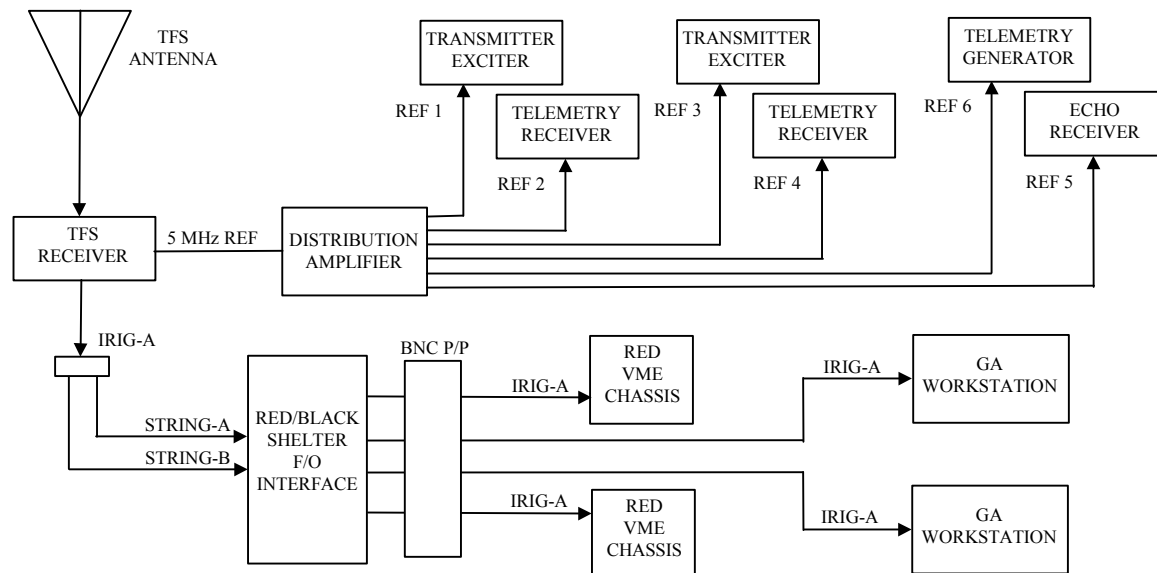 TFS
ANTENNA
TRANSMITTER
EXCITER
TRANSMITTER
EXCITER
TELEMETRY
GENERATOR
REF 1
TELEMETRY
RECEIVER
REF 3
TELEMETRY
RECEIVER
REF 6
ECHO
RECEIVER
REF 2
REF 4
REF 5
TFS
RECEIVER
5 MHz REF
DISTRIBUTION
AMPLIFIER
IRIG-A
BNC P/P
RED
VME
CHASSIS
IRIG-A
IRIG-A
GA
WORKSTATION
STRING-A
STRING-B
RED/BLACK
SHELTER
F/O
INTERFACE
IRIG-A
RED
VME
CHASSIS
IRIG-A
GA
WORKSTATION